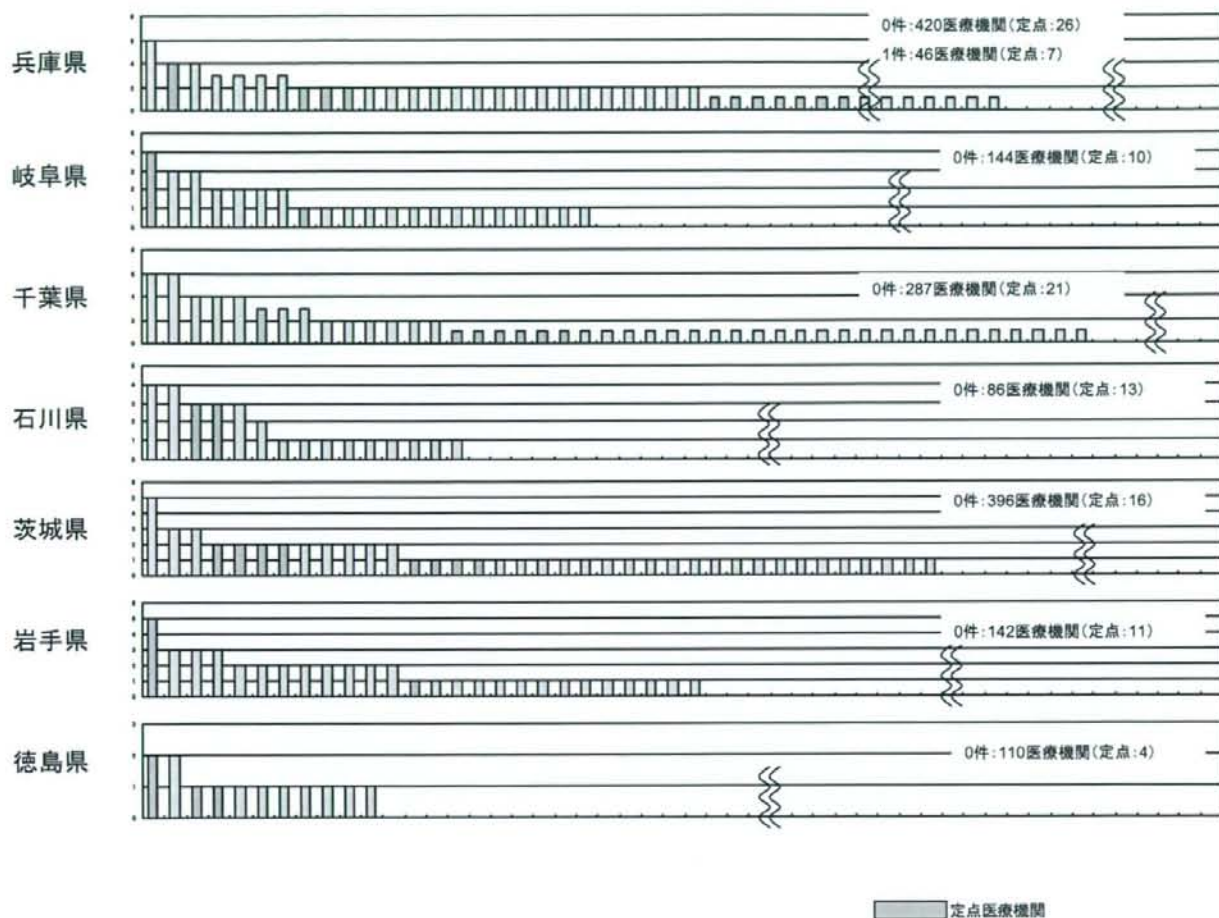 兵庫県
0件:420医療機関(定点:26)
1件:46医療機関(定点:7)
岐阜県
0件:144医療機関(定点:10)
千葉県
0件:287医療機関(定点:21)
石川県
0件:86医療機関(定点:13)
茨城県
0件:396医療機関(定点:16)
岩手県
0件:142医療機関(定点:11)
徳島県
0件:110医療機関(定点:4)
定点医療機関